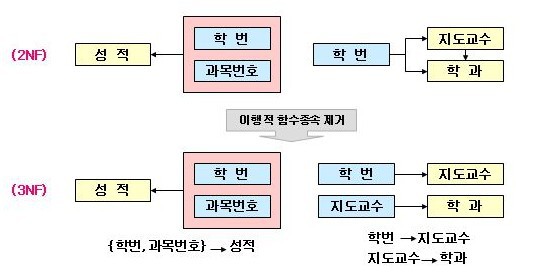 (2NF)
성 적
학 번
과목번호
학 번
지도교수
학 과
이행적 함수종속 제거
(3NF)
성 적
학 번
과목번호
학 번
지도교수
지도교수
학 과
{학번, 과목번호} → 성적
학번 → 지도교수
지도교수 → 학과